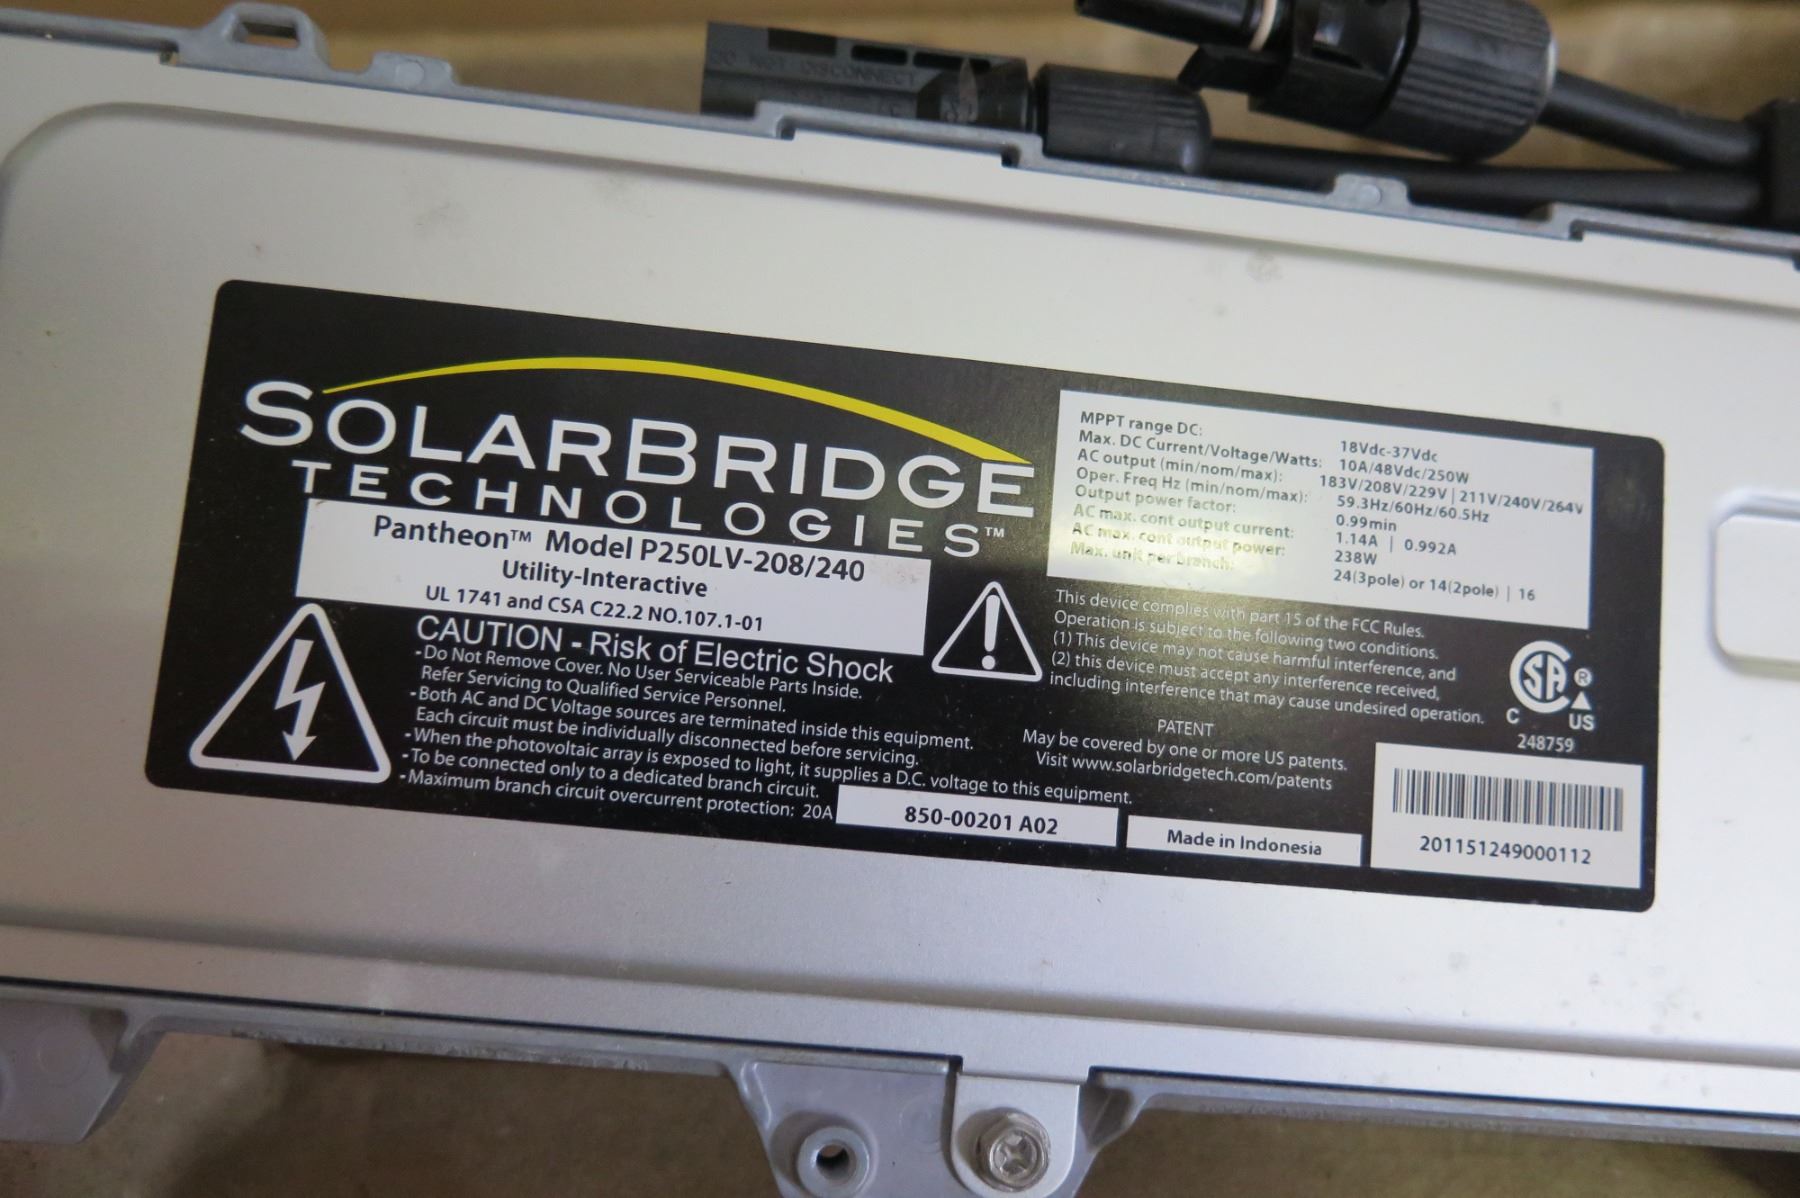 DO NOT DISCONNECT
SOLARBRIDGE
TECHNOLOGIES™
Pantheon™ Model P250LV-208/240
Utility-Interactive
UL 1741 and CSA C22.2 NO.107.1-01
CAUTION - Risk of Electric Shock
-Do Not Remove Cover. No User Serviceable Parts Inside.
Refer Servicing to Qualified Service Personnel.
-Both AC and DC Voltage sources are terminated inside this equipment.
Each circuit must be individually disconnected before servicing.
-When the photovoltaic array is exposed to light, it supplies a D.C. voltage to this equipment.
-To be connected only to a dedicated branch circuit.
-Maximum branch circuit overcurrent protection: 20A
850-00201 A02
MPPT range DC: 18Vdc-37Vdc
Max. DC Current/Voltage/Watts: 10A/48Vdc/250W
AC output (min/nom/max): 183V/208V/229V | 211V/240V/264V
Oper. Freq Hz (min/nom/max): 59.3Hz/60Hz/60.5Hz
Output power factor: 0.99min
AC max. cont output current: 1.14A | 0.992A
AC max. cont output power: 238W
Max. unit per branch: 24(3pole) or 14(2pole) | 16
This device complies with part 15 of the FCC Rules.
Operation is subject to the following two conditions.
(1) This device may not cause harmful interference, and
(2) this device must accept any interference received,
including interference that may cause undesired operation.
PATENT
May be covered by one or more US patents.
Visit www.solarbridgetech.com/patents
Made in Indonesia
SA ®
C US
248759
201151249000112